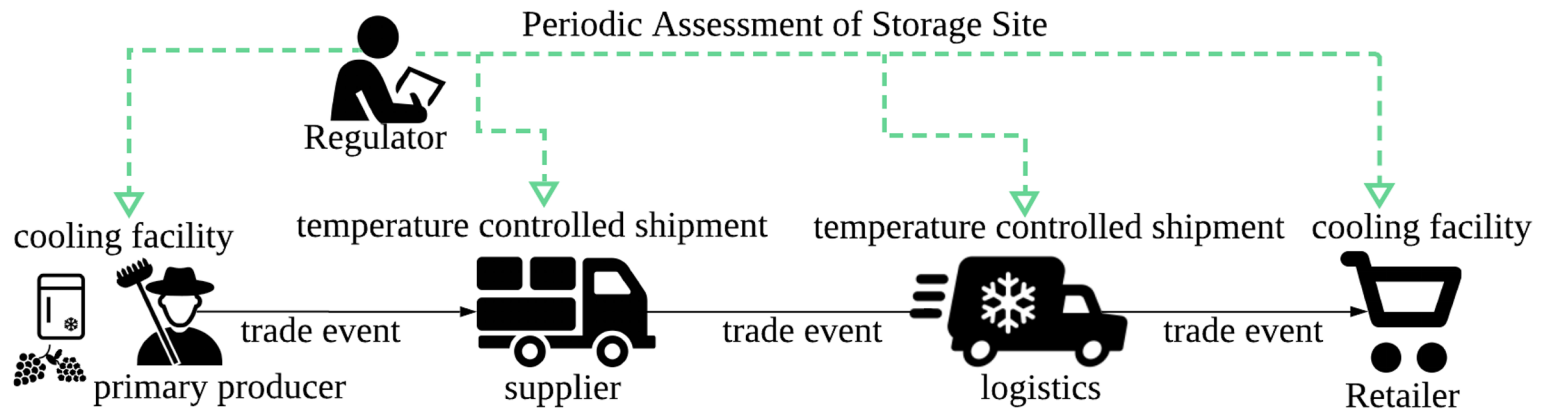 Periodic Assessment of Storage Site
Regulator
cooling facility
temperature controlled shipment
temperature controlled shipment
cooling facility
trade event
trade event
trade event
primary producer
supplier
logistics
Retailer